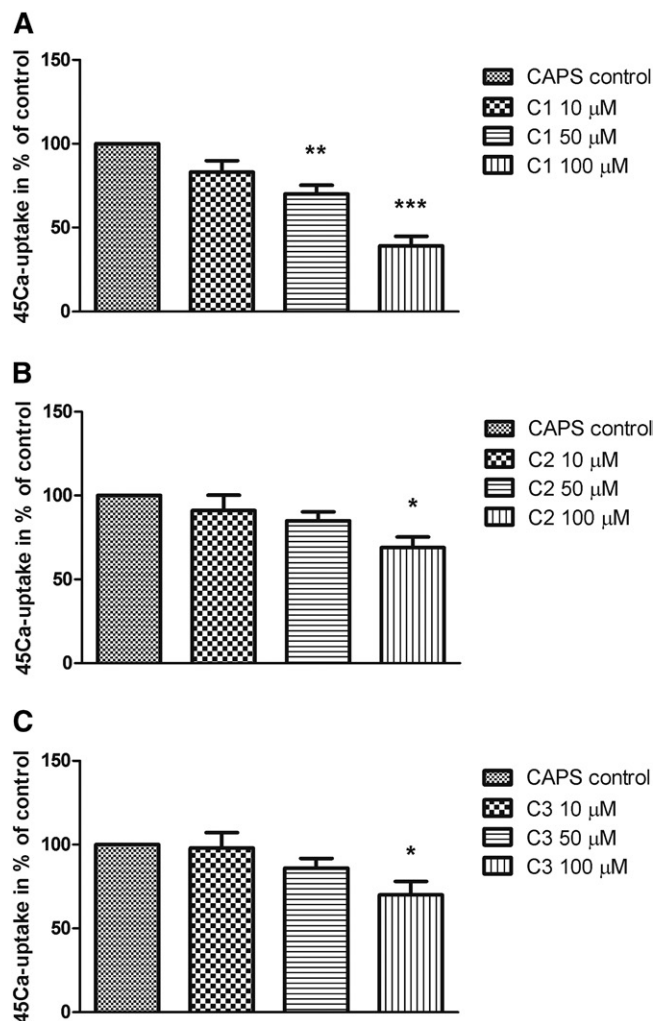 A
45Ca-uptake in % of control
150
100
50
0
**
***
CAPS control
C1 10 μM
C1 50 μM
C1 100 μM
B
45Ca-uptake in % of control
150
100
50
0
*
CAPS control
C2 10 μM
C2 50 μM
C2 100 μM
C
45Ca-uptake in % of control
150
100
50
0
*
CAPS control
C3 10 μM
C3 50 μM
C3 100 μM